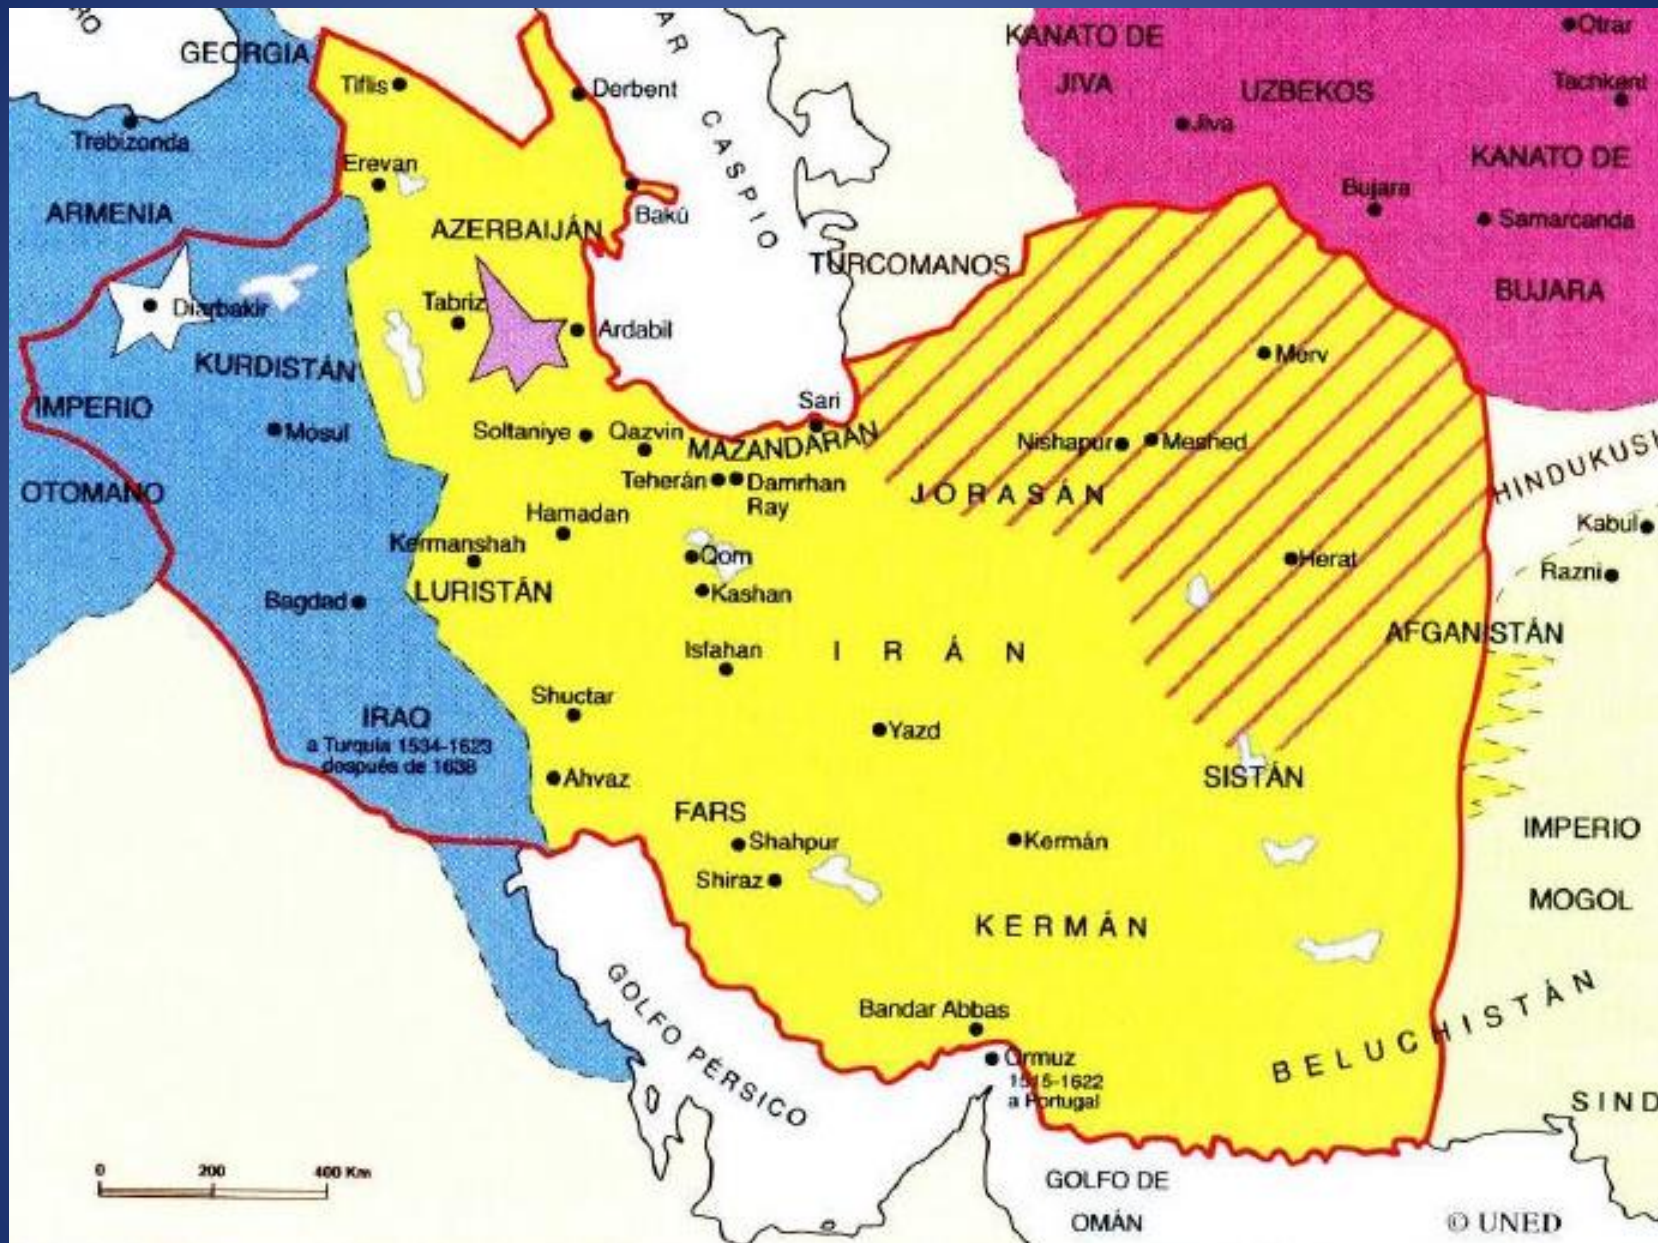 RO
GEORGIA
Tiflis
Derbent
MAR CASPIO
KANATO DE
JIVA
UZBEKOS
Otrar
Tachkent
Jiva
Trebizonda
Erevan
Bakú
KANATO DE
Bujara
Samarcanda
BUJARA
ARMENIA
AZERBAIJÁN
TURCOMANOS
Diarbakir
Tabriz
Ardabil
Merv
KURDISTÁN
IMPERIO
OTOMANO
Mosul
Sari
Soltaniye
Qazvin
MAZANDARÁN
Nishapur
Meshed
HINDUKUSH
Teherán
Damrhan
Ray
JORASÁN
Hamadan
Kabul
Kermanshah
Qom
Herat
Razni
LURISTÁN
Kashan
Bagdad
AFGANISTÁN
Isfahan
IRÁN
Shuctar
IRAQ
a Turquía 1534-1623
después de 1638
Yazd
Ahvaz
SISTÁN
FARS
Shahpur
Kermán
IMPERIO
MOGOL
Shiraz
KERMÁN
GOLFO PÉRSICO
Bandar Abbas
Ormuz
1515-1622
a Portugal
BELUCHISTÁN
SIND
0 200 400 Km
GOLFO DE
OMÁN
© UNED